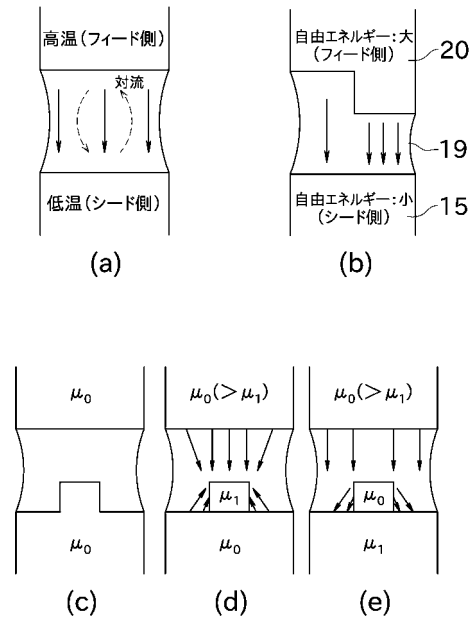 高温(フィード側)
対流
低温(シード側)
(a)
自由エネルギー:大
(フィード側)
20
19
自由エネルギー:小
(シード側)
15
(b)
μ₀
μ₀
(c)
μ₀(>μ₁)
μ₁
μ₀
(d)
μ₀(>μ₁)
μ₀
μ₁
(e)